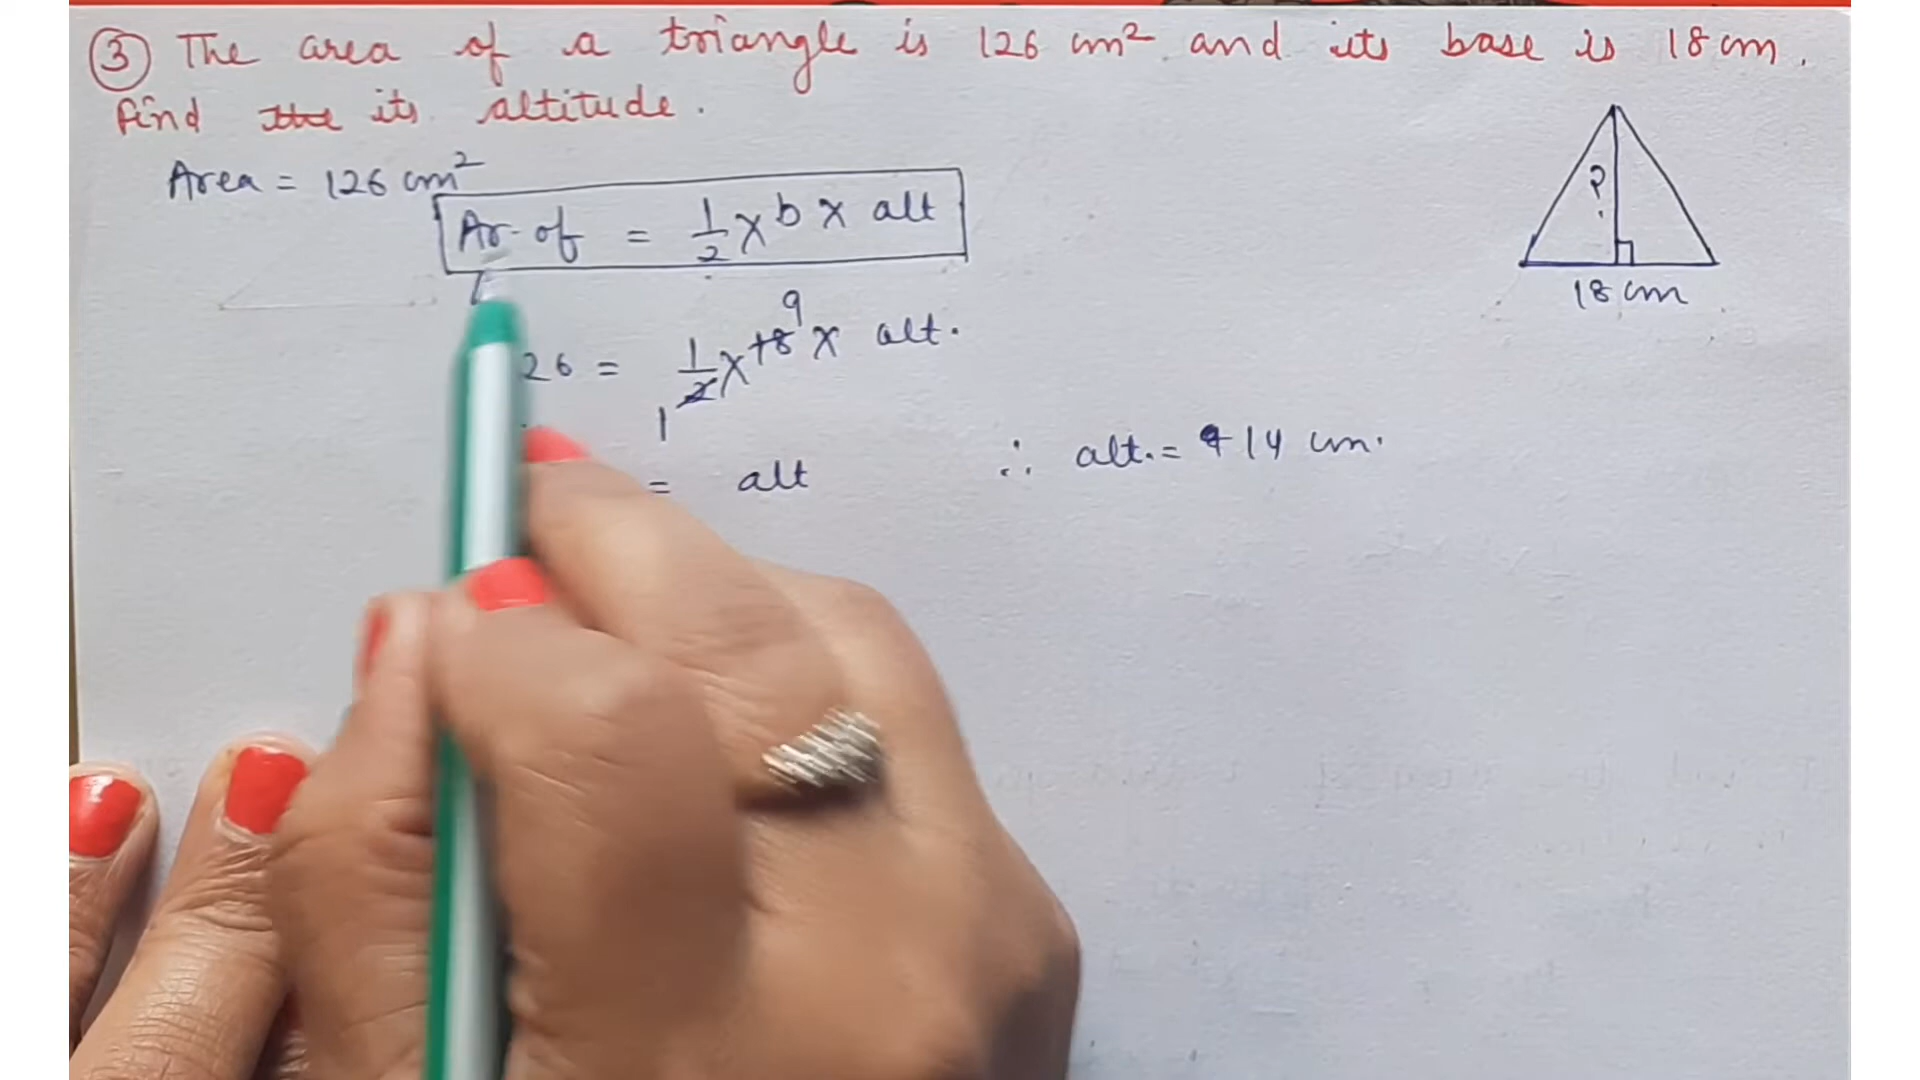 ③ The area of a triangle is 126 cm² and its base is 18 cm.
Find its altitude.
Area = 126 cm²
Ar. of = 1/2 x b x alt
26 = 1/2 x 18 x alt.
9
1
= alt
∴ alt. = 14 cm.
?
18 cm